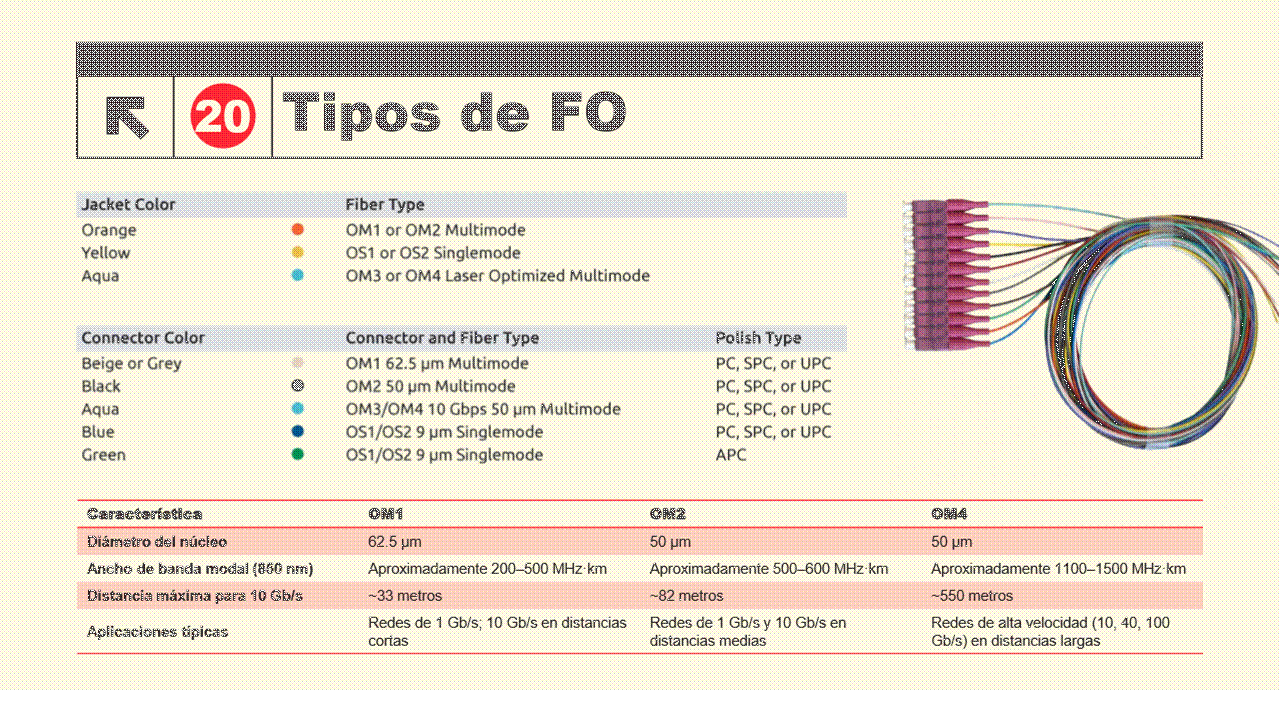 20 Tipos de FO
Jacket Color Fiber Type
Orange OM1 or OM2 Multimode
Yellow OS1 or OS2 Singlemode
Aqua OM3 or OM4 Laser Optimized Multimode
Connector Color Connector and Fiber Type Polish Type
Beige or Grey OM1 62.5 µm Multimode PC, SPC, or UPC
Black OM2 50 µm Multimode PC, SPC, or UPC
Aqua OM3/OM4 10 Gbps 50 µm Multimode PC, SPC, or UPC
Blue OS1/OS2 9 µm Singlemode PC, SPC, or UPC
Green OS1/OS2 9 µm Singlemode APC
Característica OM1 OM2 OM4
Diámetro del núcleo 62.5 µm 50 µm 50 µm
Ancho de banda modal (850 nm) Aproximadamente 200–500 MHz·km Aproximadamente 500–600 MHz·km Aproximadamente 1100–1500 MHz·km
Distancia máxima para 10 Gb/s ~33 metros ~82 metros ~550 metros
Aplicaciones típicas Redes de 1 Gb/s; 10 Gb/s en distancias cortas Redes de 1 Gb/s y 10 Gb/s en distancias medias Redes de alta velocidad (10, 40, 100 Gb/s) en distancias largas